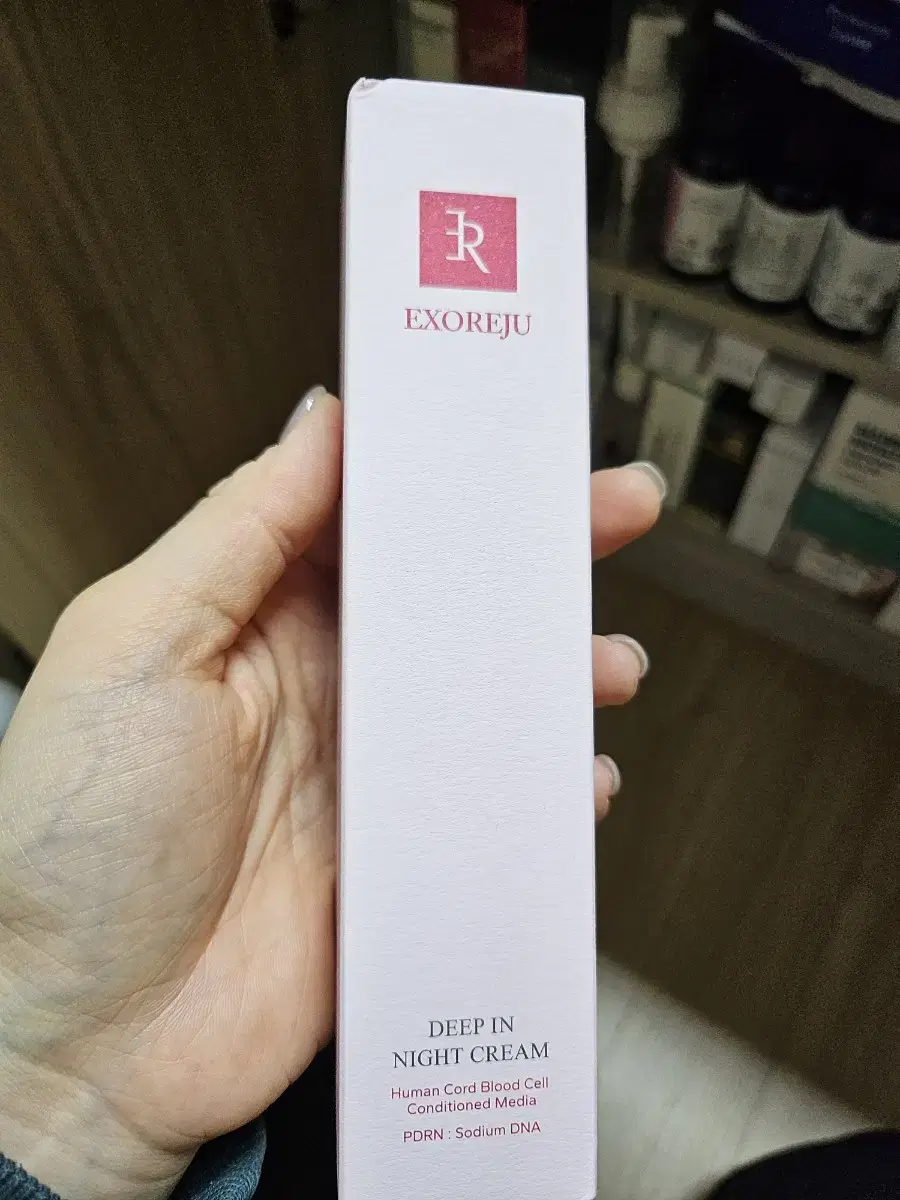 ER
EXOREJU
DEEP IN
NIGHT CREAM
Human Cord Blood Cell
Conditioned Media
PDRN : Sodium DNA